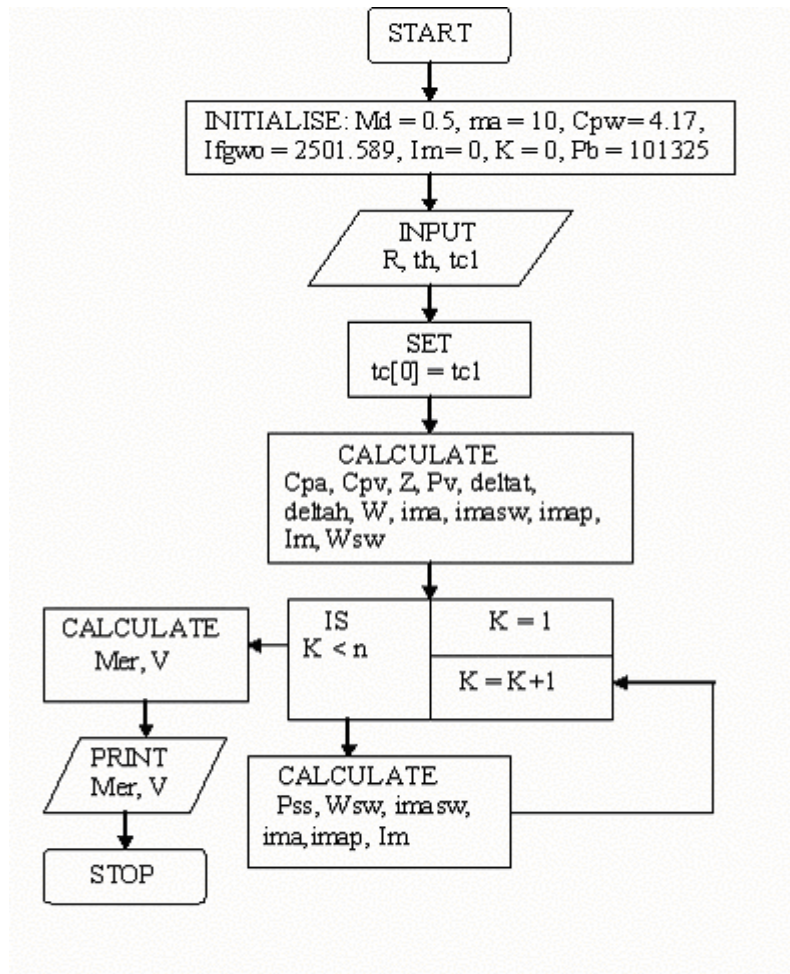 START
INITIALISE: Md = 0.5, ma = 10, Cpw = 4.17,
Ifgwo = 2501.589, Im = 0, K = 0, Pb = 101325
INPUT
R, th, tc1
SET
tc[0] = tc1
CALCULATE
Cpa, Cpv, Z, Pv, deltat,
deltah, W, ima, imasw, imap,
Im, Wsw
IS
K < n
K = 1
K = K+1
CALCULATE
Mer, V
PRINT
Mer, V
STOP
CALCULATE
Pss, Wsw, imasw,
ima, imap, Im